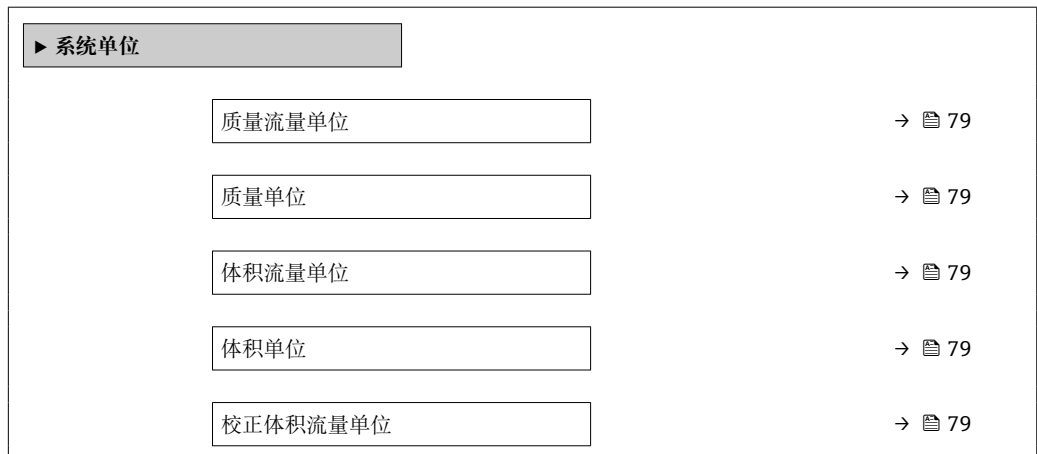 ▶ 系统单位
质量流量单位 → 🖹 79
质量单位 → 🖹 79
体积流量单位 → 🖹 79
体积单位 → 🖹 79
校正体积流量单位 → 🖹 79